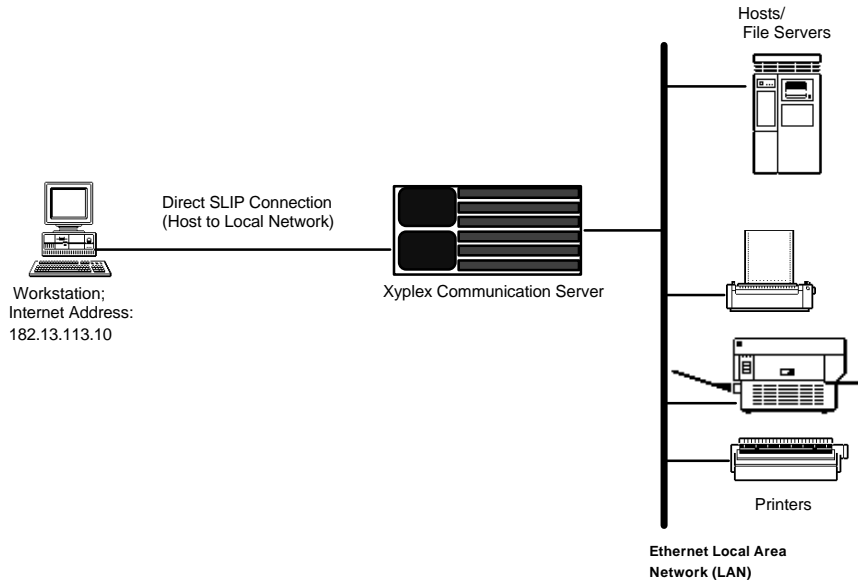 Hosts/
File Servers
Direct SLIP Connection
(Host to Local Network)
Workstation;
Internet Address:
182.13.113.10
Xyplex Communication Server
Printers
Ethernet Local Area
Network (LAN)